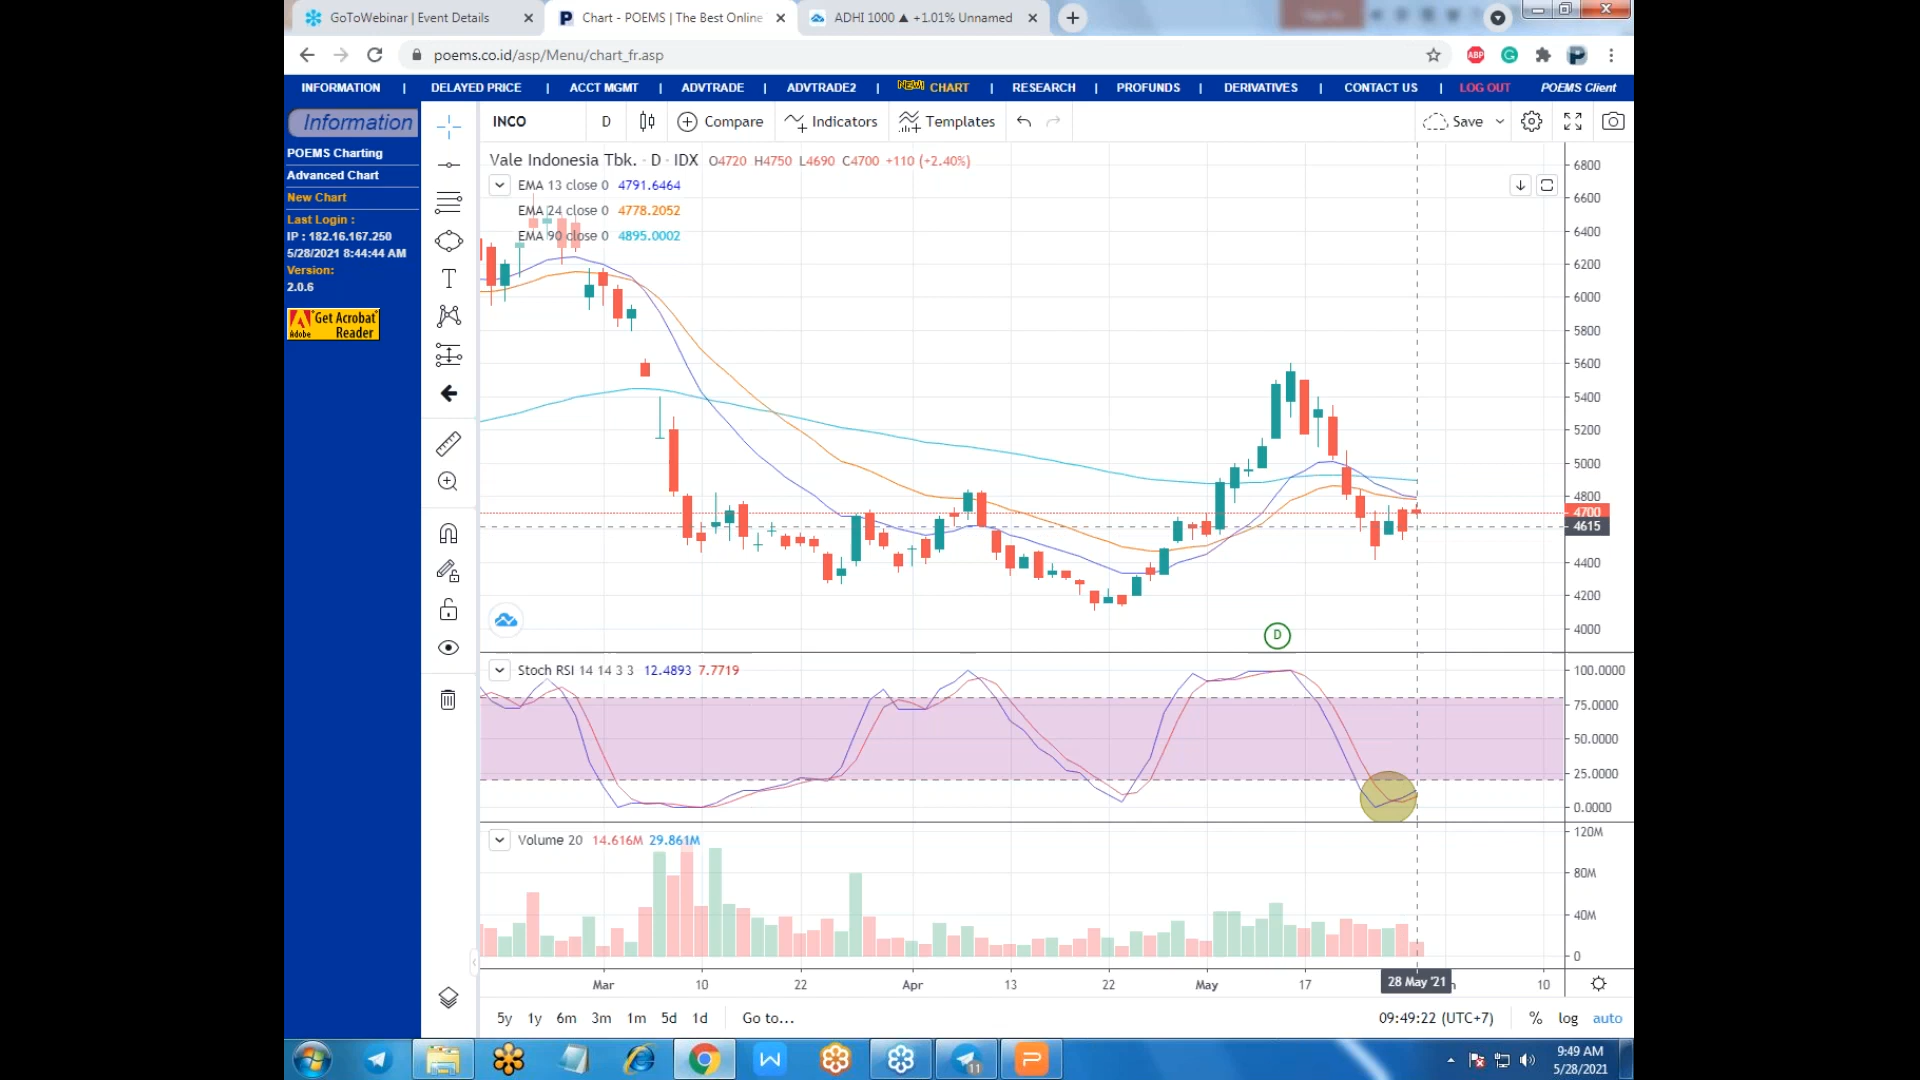 GoToWebinar | Event Details
Chart - POEMS | The Best Online
ADHI 1000 ▲ +1.01% Unnamed
poems.co.id/asp/Menu/chart_fr.asp
ABP
INFORMATION | DELAYED PRICE | ACCT MGMT | ADVTRADE | ADVTRADE2 | NEW! CHART | RESEARCH | PROFUNDS | DERIVATIVES | CONTACT US | LOG OUT POEMS Client
Information
POEMS Charting
Advanced Chart
New Chart
Last Login :
IP : 182.16.167.250
5/28/2021 8:44:44 AM
Version:
2.0.6
Get Acrobat
Adobe Reader
INCO D Compare Indicators Templates Save
Vale Indonesia Tbk. · D · IDX O4720 H4750 L4690 C4700 +110 (+2.40%)
EMA 13 close 0 4791.6464
EMA 24 close 0 4778.2052
EMA 90 close 0 4895.0002
6800
6600
6400
6200
6000
5800
5600
5400
5200
5000
4800
4700
4615
4400
4200
4000
D
Stoch RSI 14 14 3 3 12.4893 7.7719
100.0000
75.0000
50.0000
25.0000
0.0000
Volume 20 14.616M 29.861M
120M
80M
40M
0
Mar 10 22 Apr 13 22 May 17 28 May '21 10
5y 1y 6m 3m 1m 5d 1d Go to...
09:49:22 (UTC+7) % log auto
11
9:49 AM
5/28/2021